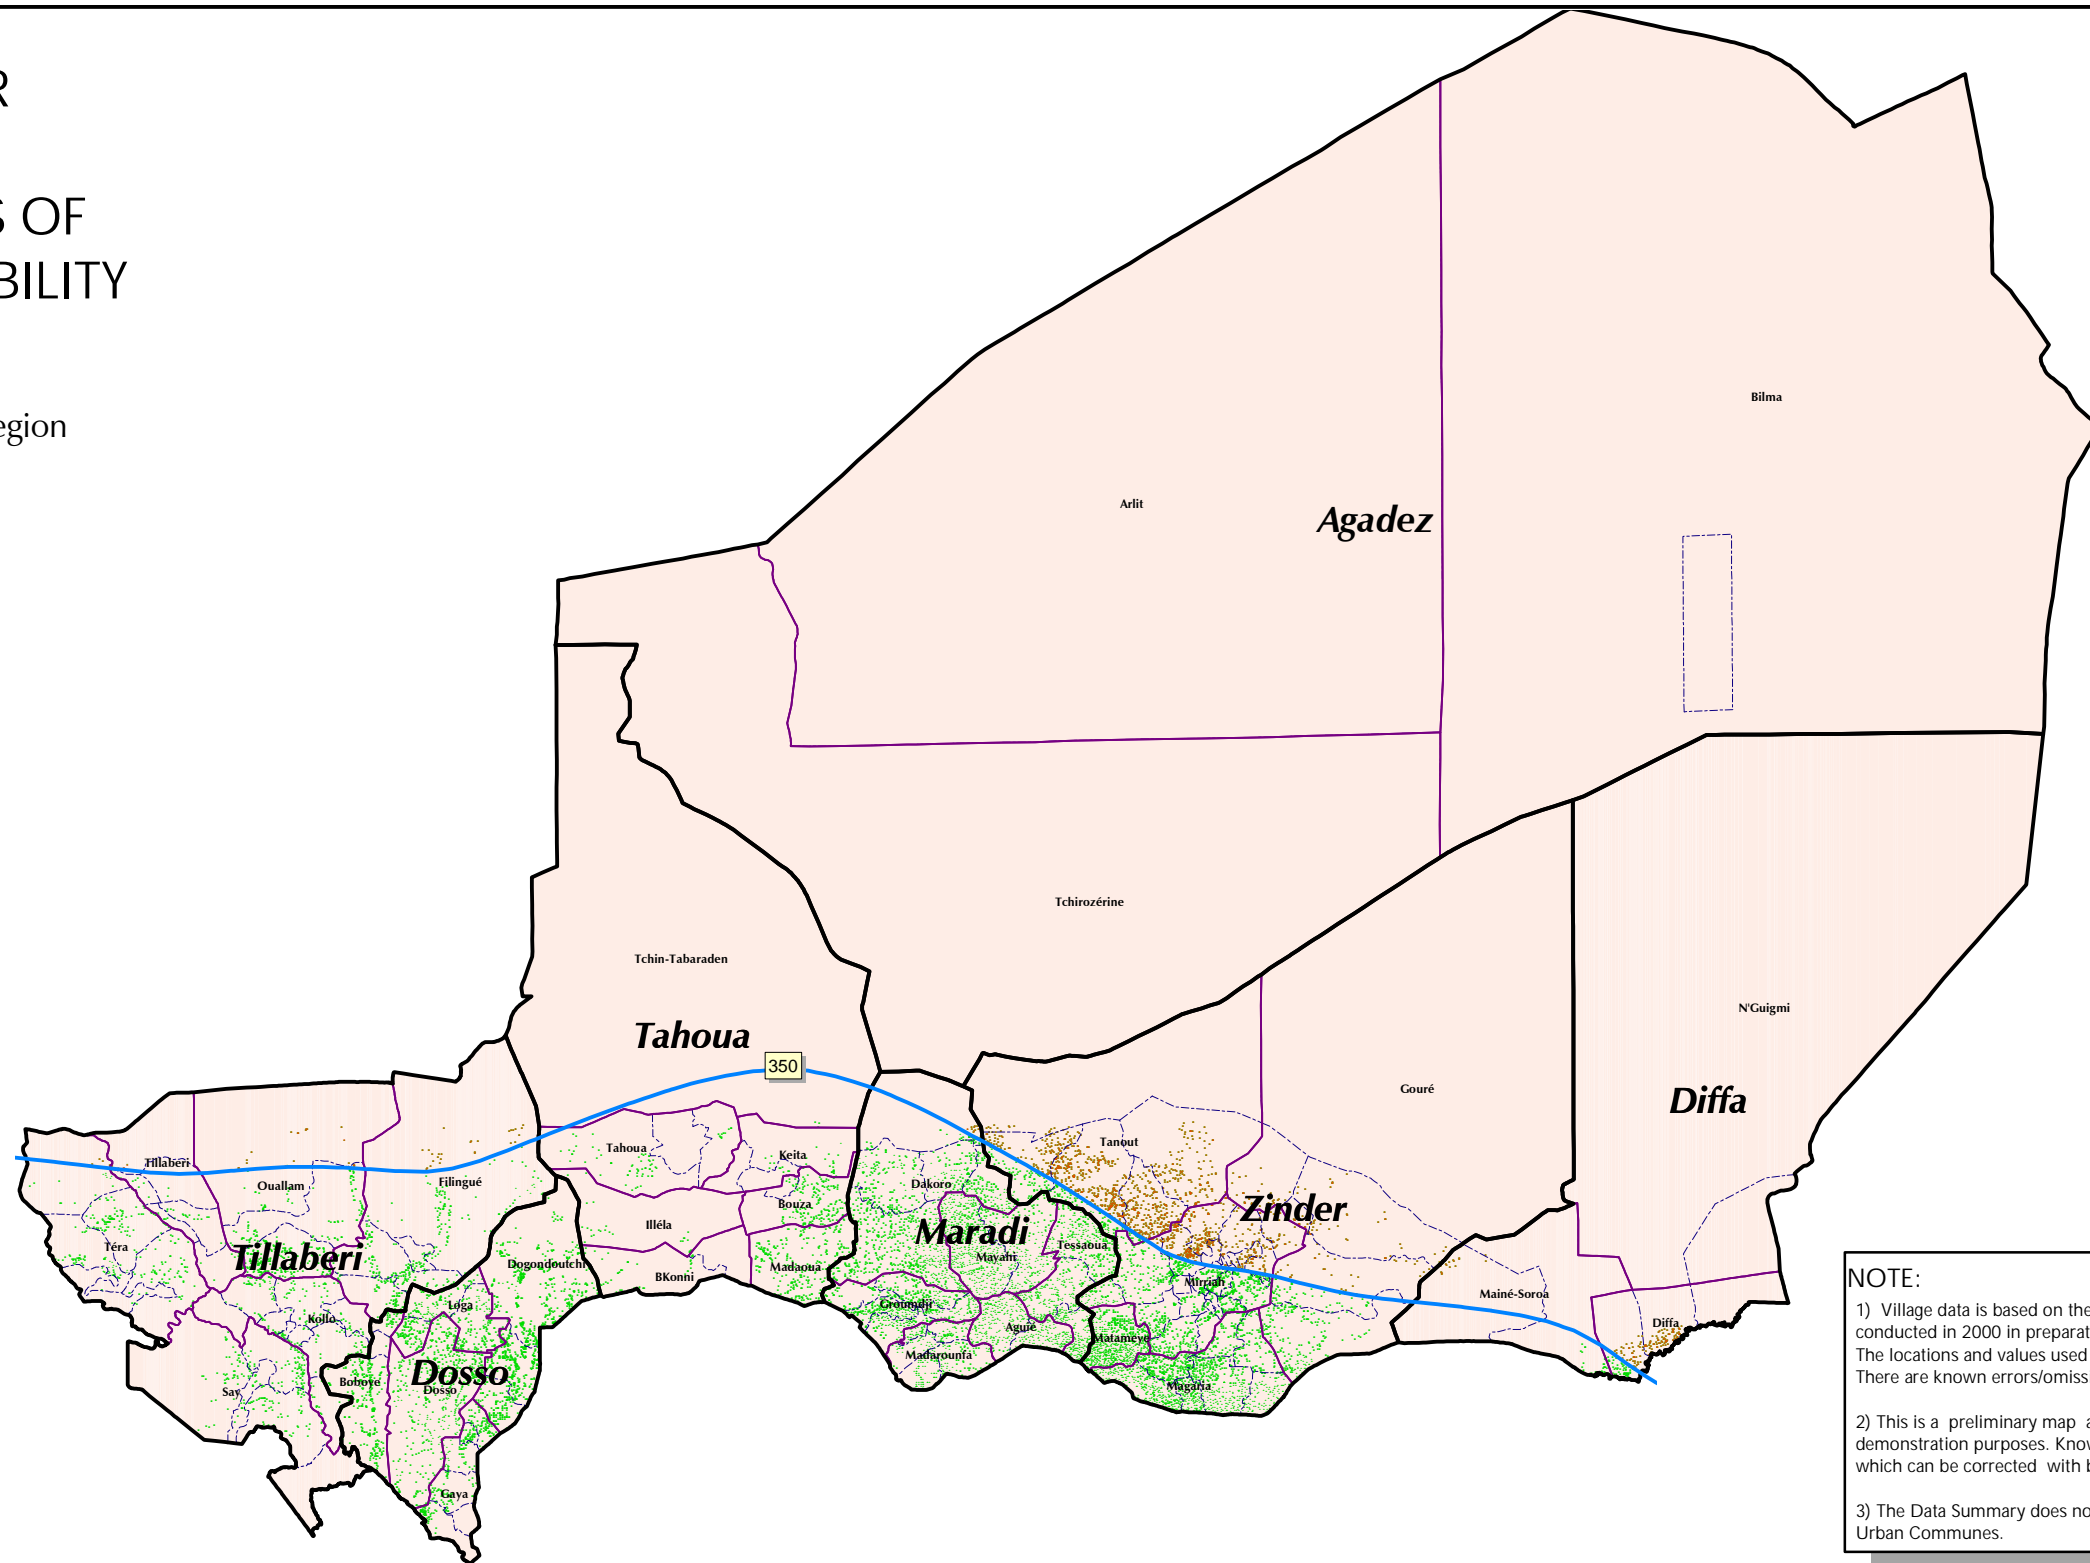 R
S OF
BILITY
egion
Bilma
Arlit
Agadez
Tchirozérine
Tchin-Tabaraden
Tahoua
350
N'Guigmi
Gouré
Diffa
Tillabéri
Ouallam
Filingué
Tahoua
Keita
Tanout
Dakoro
Bouza
Illéla
Zinder
Maradi
Téra
Tillaberi
Dogondoutchi
BKonni
Madaoua
Mayahi
Tessaoua
Mirriah
Mainé-Soroa
Loga
Kollo
Groumdji
Aguié
Matameye
Diffa
Madarounfa
Say
Boboye
Dosso
Dosso
Magaria
Gaya
NOTE:
1) Village data is based on the
conducted in 2000 in preparat
The locations and values used
There are known errors/omiss
2) This is a preliminary map a
demonstration purposes. Know
which can be corrected with b
3) The Data Summary does no
Urban Communes.